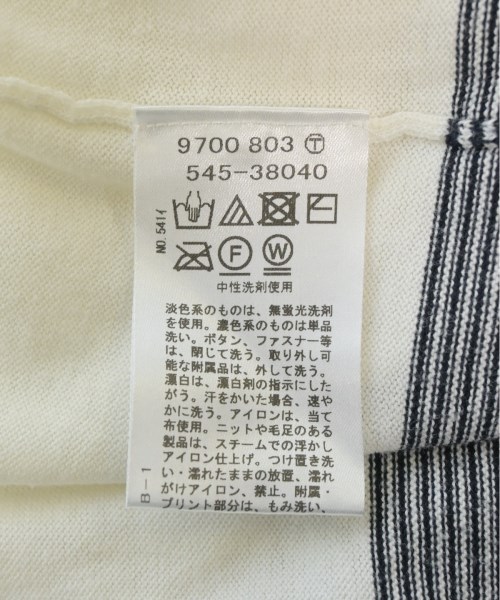 9700 803 Ⓣ
545-38040
NO.541イ
F
W
中性洗剤使用
淡色系のものは、無蛍光洗剤
を使用。濃色系のものは単品
洗い。ボタン、ファスナー等
は、閉じて洗う。取り外し可
能な附属品は、外して洗う。
漂白は、漂白剤の指示にした
がう。汗をかいた場合、速や
かに洗う。アイロンは、当て
布使用。ニットや毛足のある
製品は、スチームでの浮かし
アイロン仕上げ。つけ置き洗
い・濡れたままの放置、濡れ
がけアイロン、禁止。附属・
プリント部分は、もみ洗い、
B-1